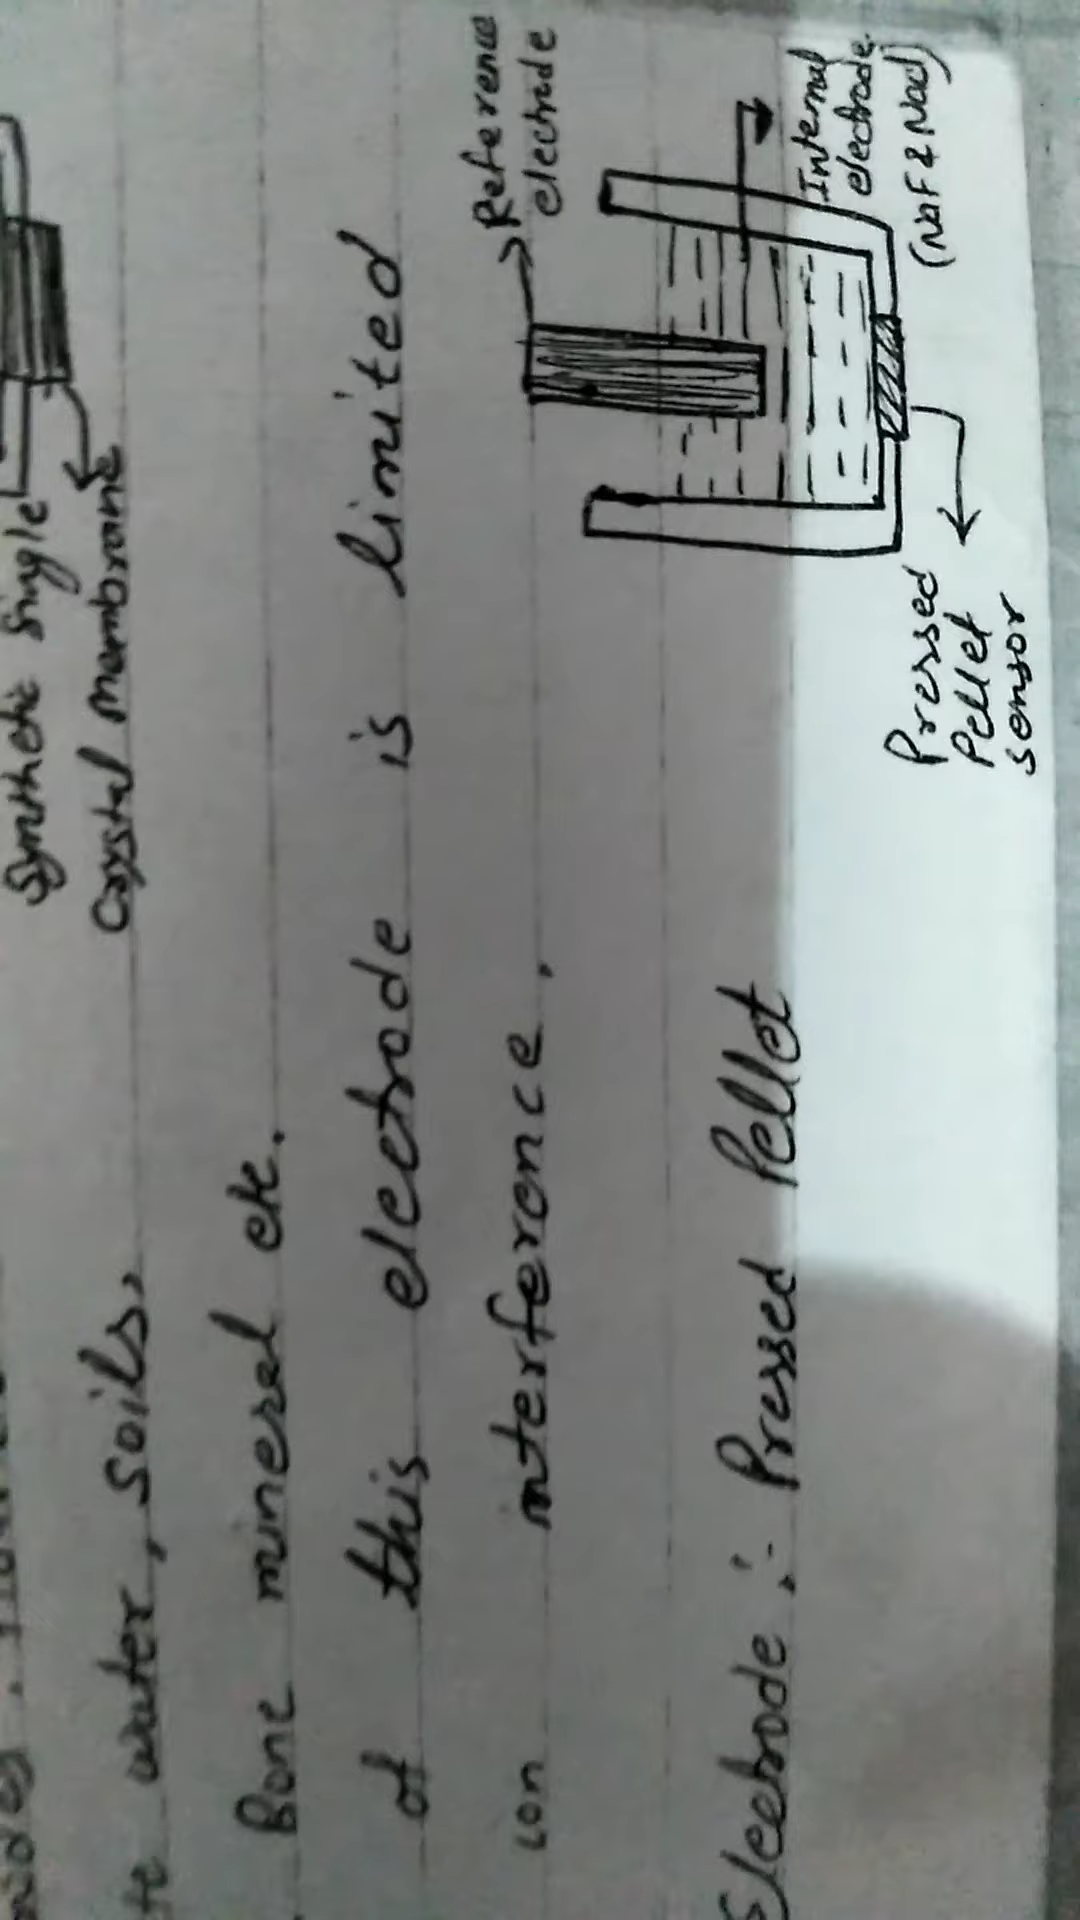 Synthetic Single
Crystal membrane
water, soils,
Bone mineral etc.
of this electrode is limited
ion interference.
Reference
electrode
Internal
electrode
(NaF & NaCl)
Electrode :- Pressed Pellet
Pressed
Pellet
sensor